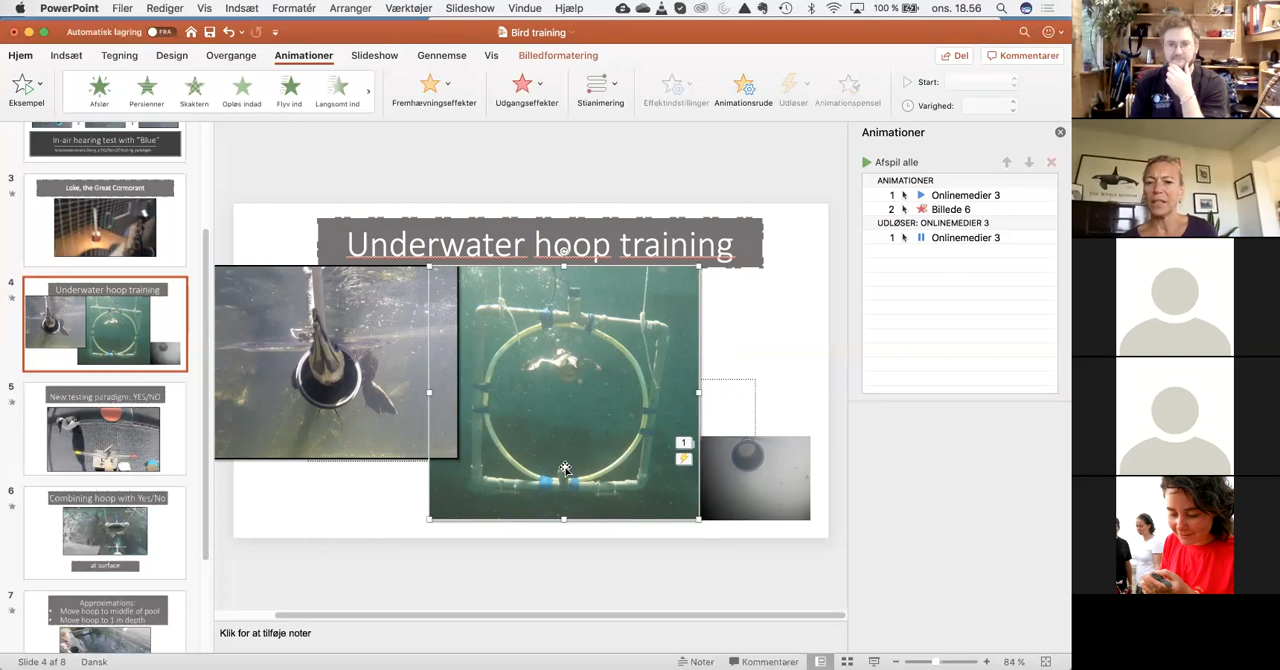 PowerPoint Filer Rediger Vis Indsæt Formatér Arranger Værktøjer Slideshow Vindue Hjælp 100 % ons. 18.56
Automatisk lagring FRA Bird training
Hjem Indsæt Tegning Design Overgange Animationer Slideshow Gennemse Vis Billedformatering Del Kommentarer
Eksempel Afslør Persienner Skaktern Opløs indad Flyv ind Langsomt ind Fremhævningseffekter Udgangseffekter Stianimering Effektindstillinger Animationsrude Udløser Animationspensel Start: Varighed:
In-air hearing test with "Blue"
3 Loke, the Great Cormorant
4 Underwater hoop training
5 New testing paradigm: YES/NO
6 Combining hoop with Yes/No
at surface
7 Approximations:
• Move hoop to middle of pool
• Move hoop to 1 m depth
Underwater hoop training
1
THE WHALE MUSEUM
Animationer
Afspil alle
ANIMATIONER
1 Onlinemedier 3
2 Billede 6
UDLØSER: ONLINEMEDIER 3
1 Onlinemedier 3
Klik for at tilføje noter
Slide 4 af 8 Dansk Noter Kommentarer 84 %